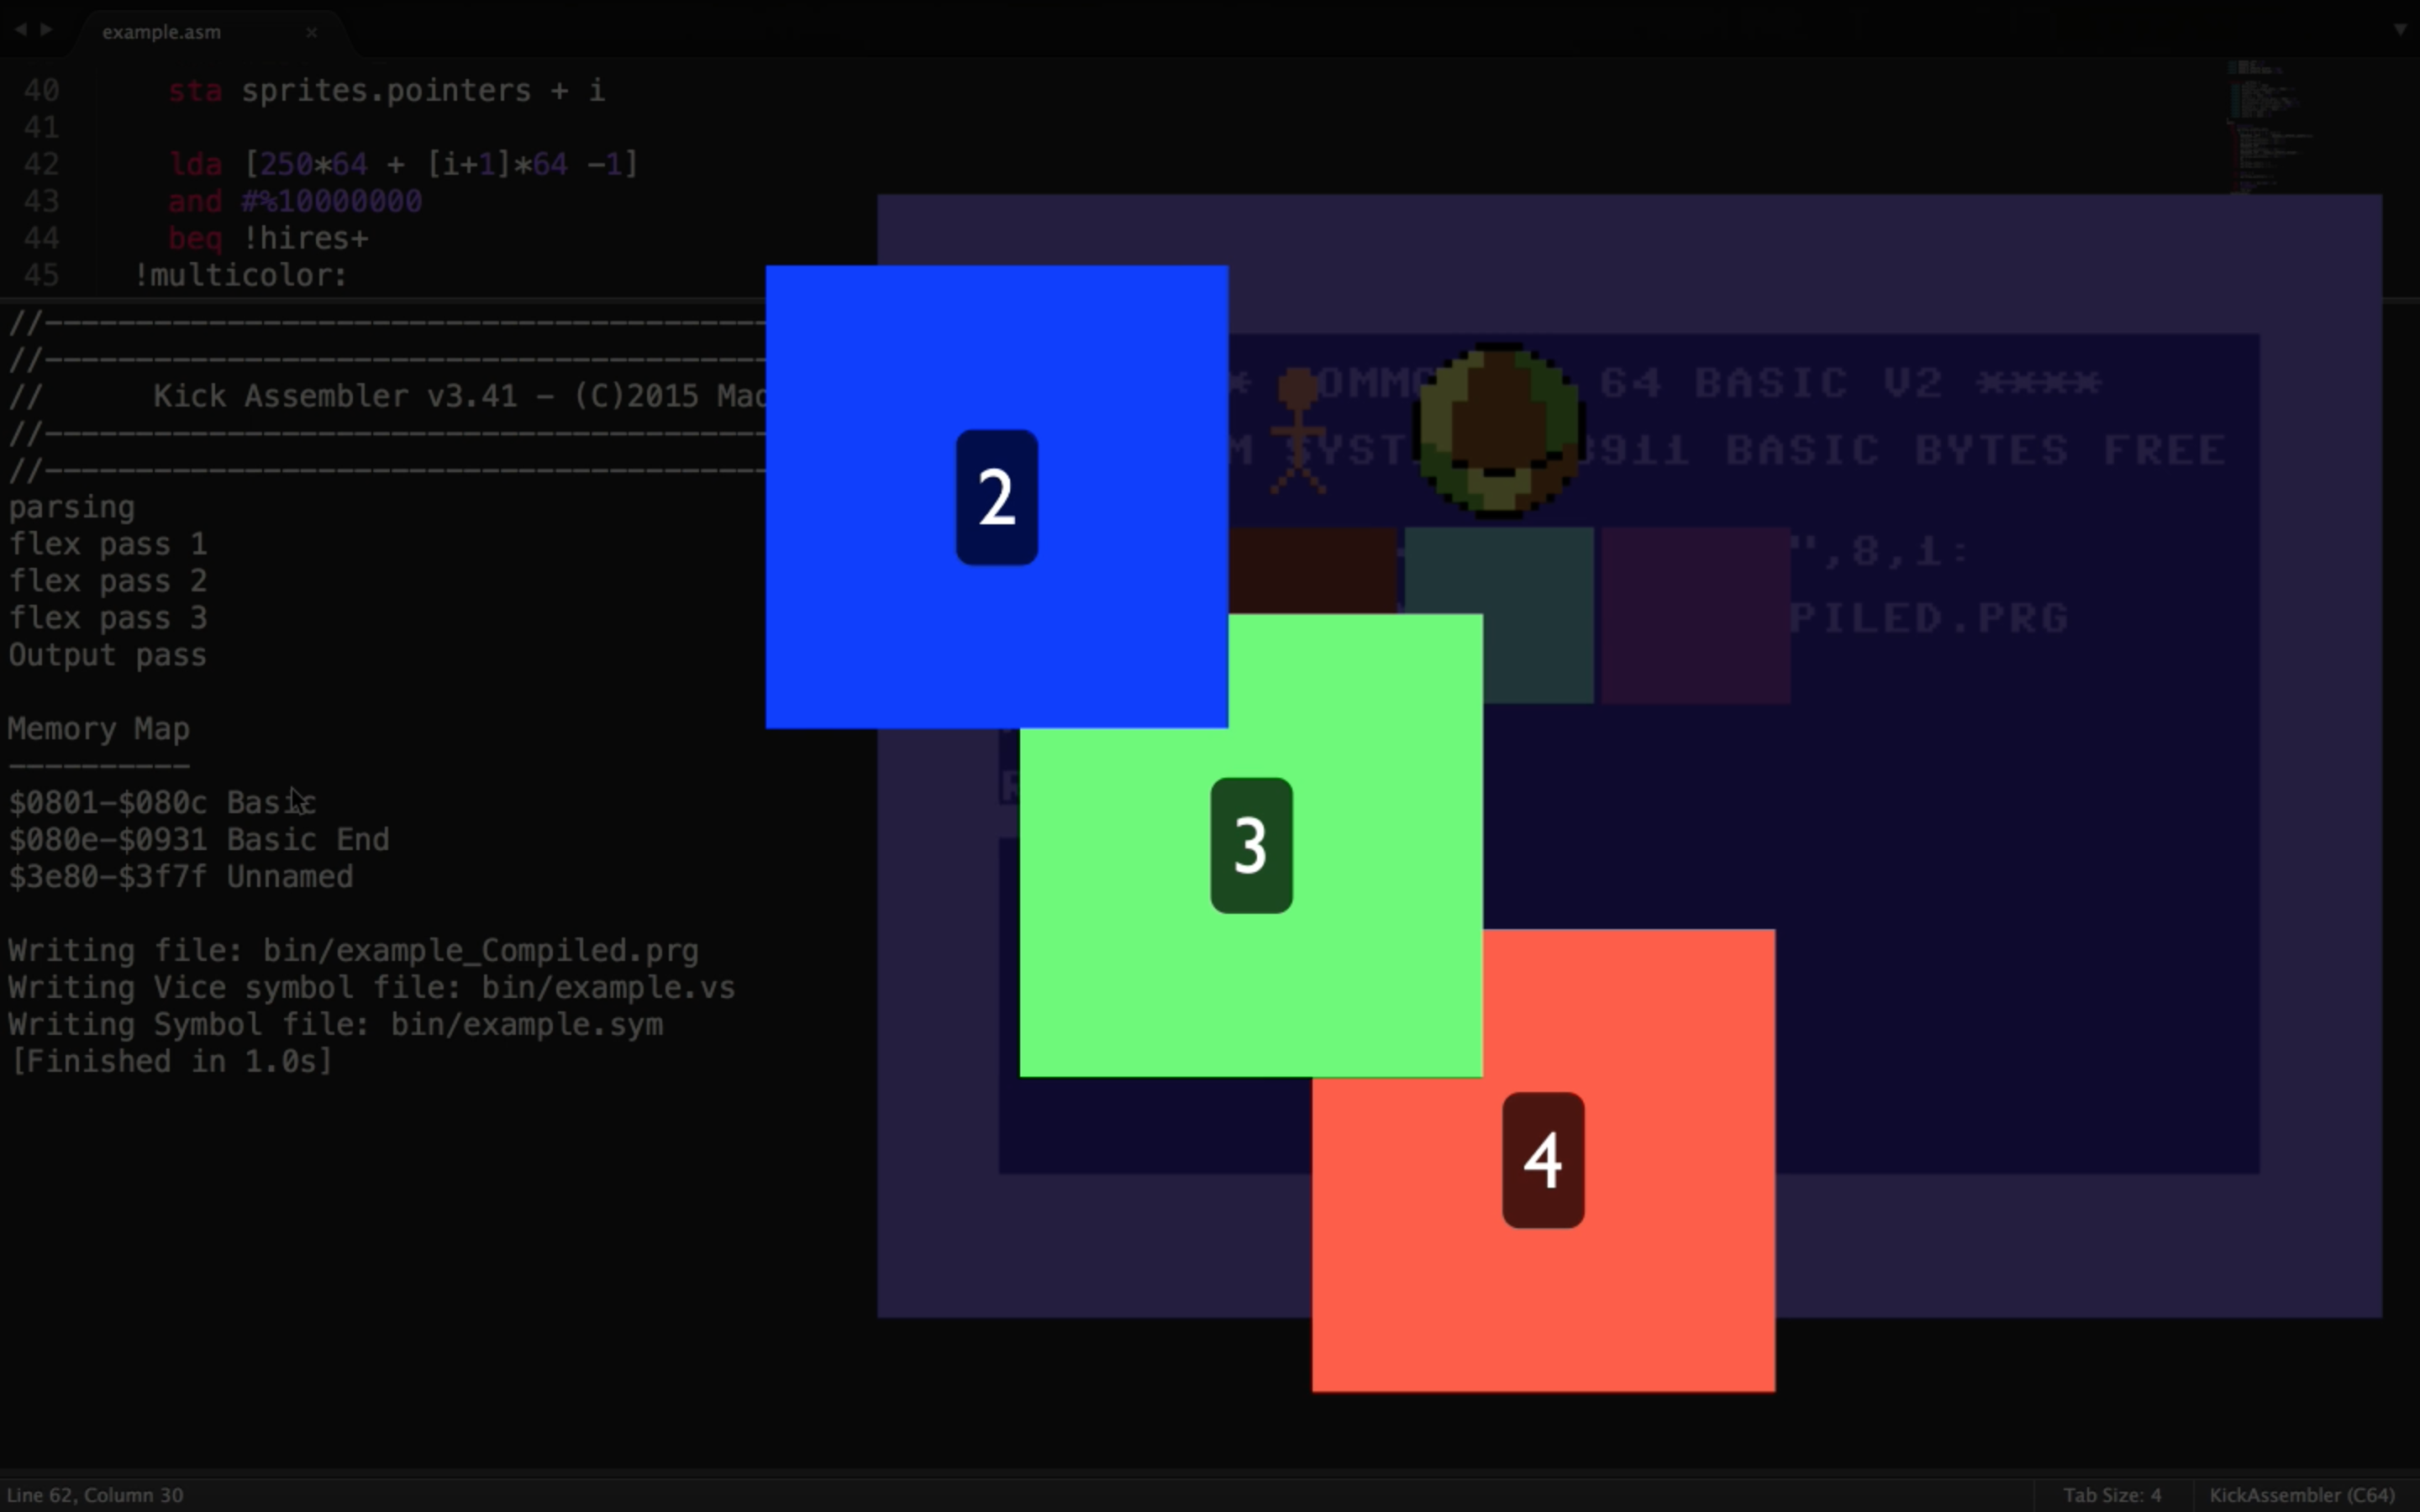 example.asm ×
40 sta sprites.pointers + i
41
42 lda [250*64 + [i+1]*64 -1]
43 and #%10000000
44 beq !hires+
45 !multicolor:
//----------------------------------------
//----------------------------------------
// Kick Assembler v3.41 - (C)2015 Mad
//----------------------------------------
//----------------------------------------
parsing
flex pass 1
flex pass 2
flex pass 3
Output pass
Memory Map
----------
$0801-$080c Basic
$080e-$0931 Basic End
$3e80-$3f7f Unnamed
Writing file: bin/example_Compiled.prg
Writing Vice symbol file: bin/example.vs
Writing Symbol file: bin/example.sym
[Finished in 1.0s]
64 BASIC V2 ****
BASIC BYTES FREE
",8,1:
PILED.PRG
2
3
4
Line 62, Column 30
Tab Size: 4
KickAssembler (C64)